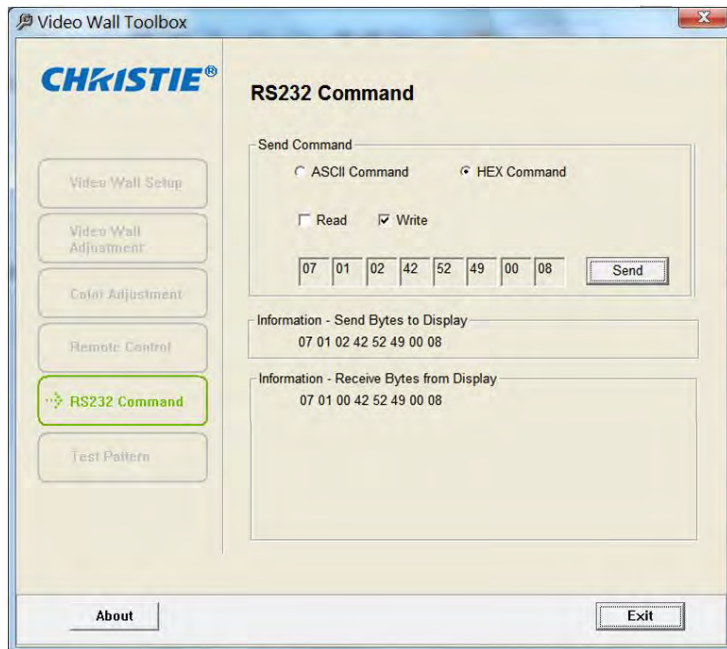 Video Wall Toolbox
X
CHRISTIE®
RS232 Command
Send Command
ASCII Command
HEX Command
Read
Write
07 01 02 42 52 49 00 08
Send
Information - Send Bytes to Display
07 01 02 42 52 49 00 08
Information - Receive Bytes from Display
07 01 00 42 52 49 00 08
Video Wall Setup
Video Wall
Adjustment
Color Adjustment
Remote Control
RS232 Command
Test Pattern
About
Exit